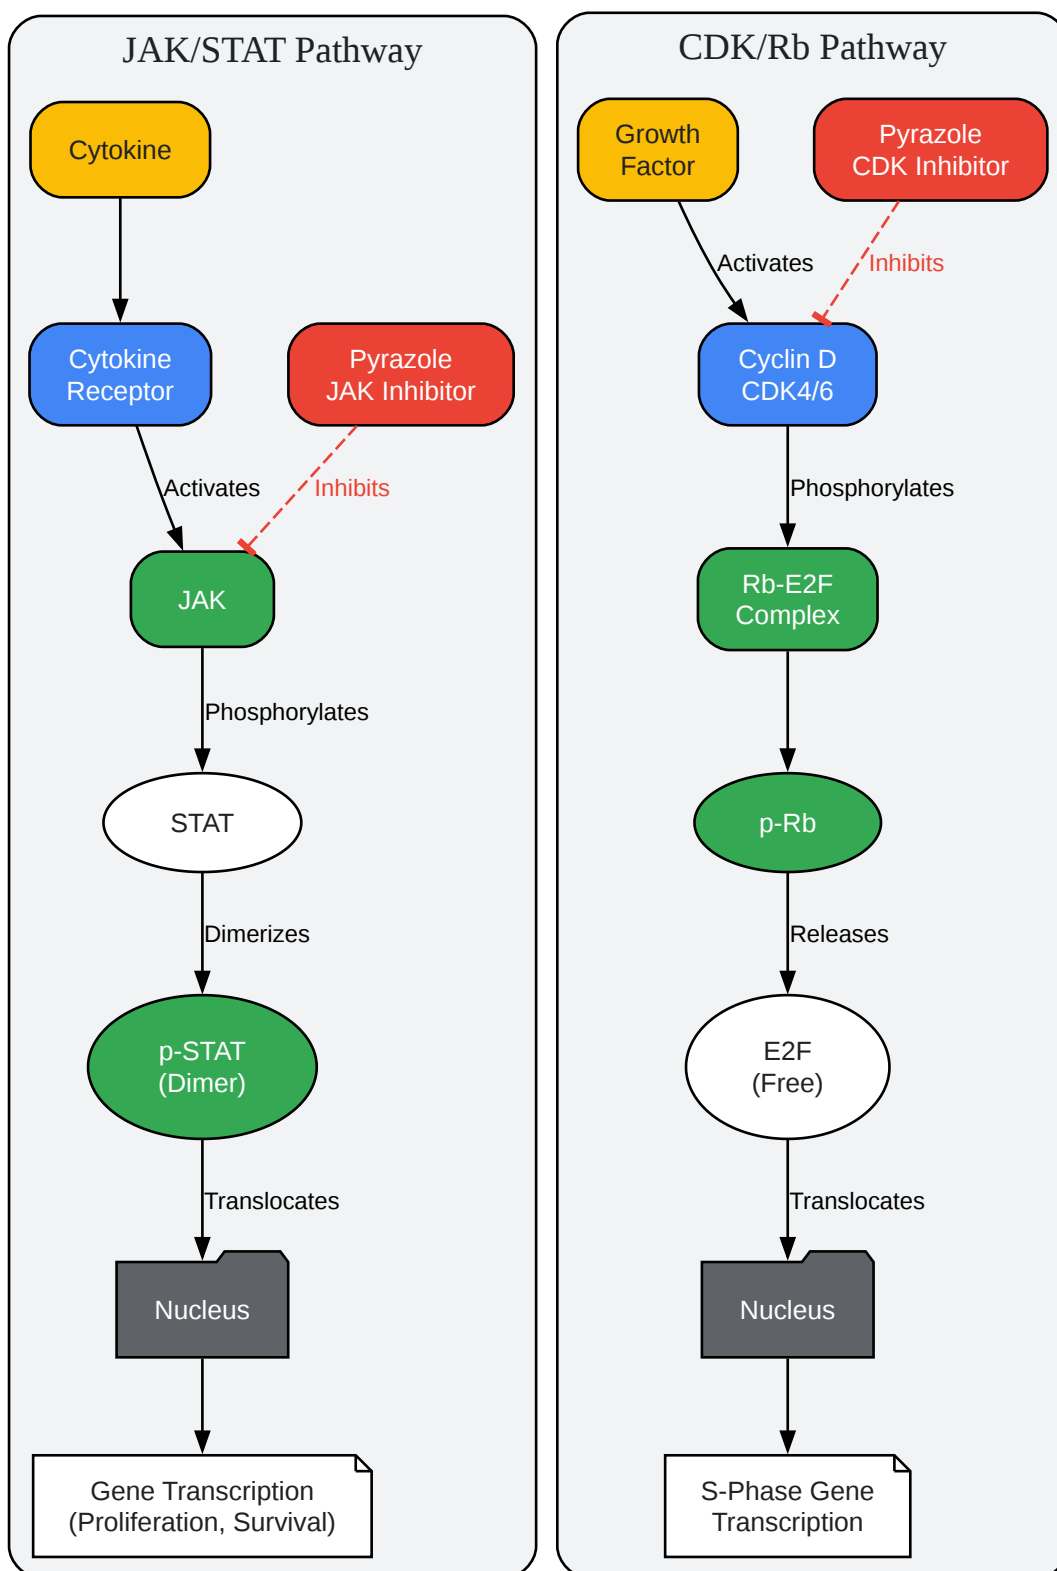 JAK/STAT Pathway
Cytokine
Cytokine
Receptor
Pyrazole
JAK Inhibitor
Activates
Inhibits
JAK
Phosphorylates
STAT
Dimerizes
p-STAT
(Dimer)
Translocates
Nucleus
Gene Transcription
(Proliferation, Survival)
CDK/Rb Pathway
Growth
Factor
Pyrazole
CDK Inhibitor
Activates
Inhibits
Cyclin D
CDK4/6
Phosphorylates
Rb-E2F
Complex
p-Rb
Releases
E2F
(Free)
Translocates
Nucleus
S-Phase Gene
Transcription